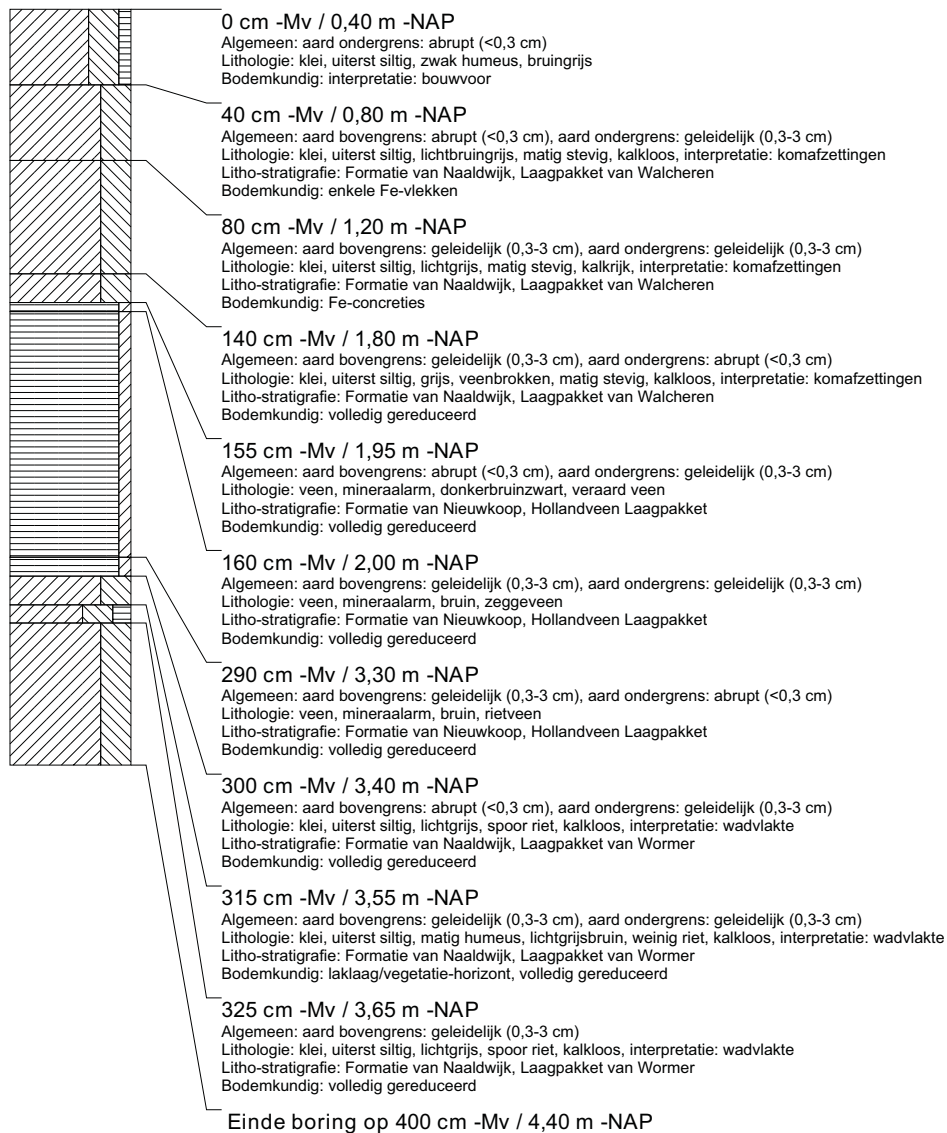 0 cm -Mv / 0,40 m -NAP
Algemeen: aard ondergrens: abrupt (<0,3 cm)
Lithologie: klei, uiterst siltig, zwak humeus, bruingrijs
Bodemkundig: interpretatie: bouwvoor
40 cm -Mv / 0,80 m -NAP
Algemeen: aard bovengrens: abrupt (<0,3 cm), aard ondergrens: geleidelijk (0,3-3 cm)
Lithologie: klei, uiterst siltig, lichtbruingrijs, matig stevig, kalkloos, interpretatie: komafzettingen
Litho-stratigrafie: Formatie van Naaldwijk, Laagpakket van Walcheren
Bodemkundig: enkele Fe-vlekken
80 cm -Mv / 1,20 m -NAP
Algemeen: aard bovengrens: geleidelijk (0,3-3 cm), aard ondergrens: geleidelijk (0,3-3 cm)
Lithologie: klei, uiterst siltig, lichtgrijs, matig stevig, kalkrijk, interpretatie: komafzettingen
Litho-stratigrafie: Formatie van Naaldwijk, Laagpakket van Walcheren
Bodemkundig: Fe-concreties
140 cm -Mv / 1,80 m -NAP
Algemeen: aard bovengrens: geleidelijk (0,3-3 cm), aard ondergrens: abrupt (<0,3 cm)
Lithologie: klei, uiterst siltig, grijs, veenbrokken, matig stevig, kalkloos, interpretatie: komafzettingen
Litho-stratigrafie: Formatie van Naaldwijk, Laagpakket van Walcheren
Bodemkundig: volledig gereduceerd
155 cm -Mv / 1,95 m -NAP
Algemeen: aard bovengrens: abrupt (<0,3 cm), aard ondergrens: geleidelijk (0,3-3 cm)
Lithologie: veen, mineraalarm, donkerbruinzwart, veraard veen
Litho-stratigrafie: Formatie van Nieuwkoop, Hollandveen Laagpakket
Bodemkundig: volledig gereduceerd
160 cm -Mv / 2,00 m -NAP
Algemeen: aard bovengrens: geleidelijk (0,3-3 cm), aard ondergrens: geleidelijk (0,3-3 cm)
Lithologie: veen, mineraalarm, bruin, zeggeveen
Litho-stratigrafie: Formatie van Nieuwkoop, Hollandveen Laagpakket
Bodemkundig: volledig gereduceerd
290 cm -Mv / 3,30 m -NAP
Algemeen: aard bovengrens: geleidelijk (0,3-3 cm), aard ondergrens: abrupt (<0,3 cm)
Lithologie: veen, mineraalarm, bruin, rietveen
Litho-stratigrafie: Formatie van Nieuwkoop, Hollandveen Laagpakket
Bodemkundig: volledig gereduceerd
300 cm -Mv / 3,40 m -NAP
Algemeen: aard bovengrens: abrupt (<0,3 cm), aard ondergrens: geleidelijk (0,3-3 cm)
Lithologie: klei, uiterst siltig, lichtgrijs, spoor riet, kalkloos, interpretatie: wadvlakte
Litho-stratigrafie: Formatie van Naaldwijk, Laagpakket van Wormer
Bodemkundig: volledig gereduceerd
315 cm -Mv / 3,55 m -NAP
Algemeen: aard bovengrens: geleidelijk (0,3-3 cm), aard ondergrens: geleidelijk (0,3-3 cm)
Lithologie: klei, uiterst siltig, matig humeus, lichtgrijsbruin, weinig riet, kalkloos, interpretatie: wadvlakte
Litho-stratigrafie: Formatie van Naaldwijk, Laagpakket van Wormer
Bodemkundig: laklaag/vegetatie-horizont, volledig gereduceerd
325 cm -Mv / 3,65 m -NAP
Algemeen: aard bovengrens: geleidelijk (0,3-3 cm)
Lithologie: klei, uiterst siltig, lichtgrijs, spoor riet, kalkloos, interpretatie: wadvlakte
Litho-stratigrafie: Formatie van Naaldwijk, Laagpakket van Wormer
Bodemkundig: volledig gereduceerd
Einde boring op 400 cm -Mv / 4,40 m -NAP